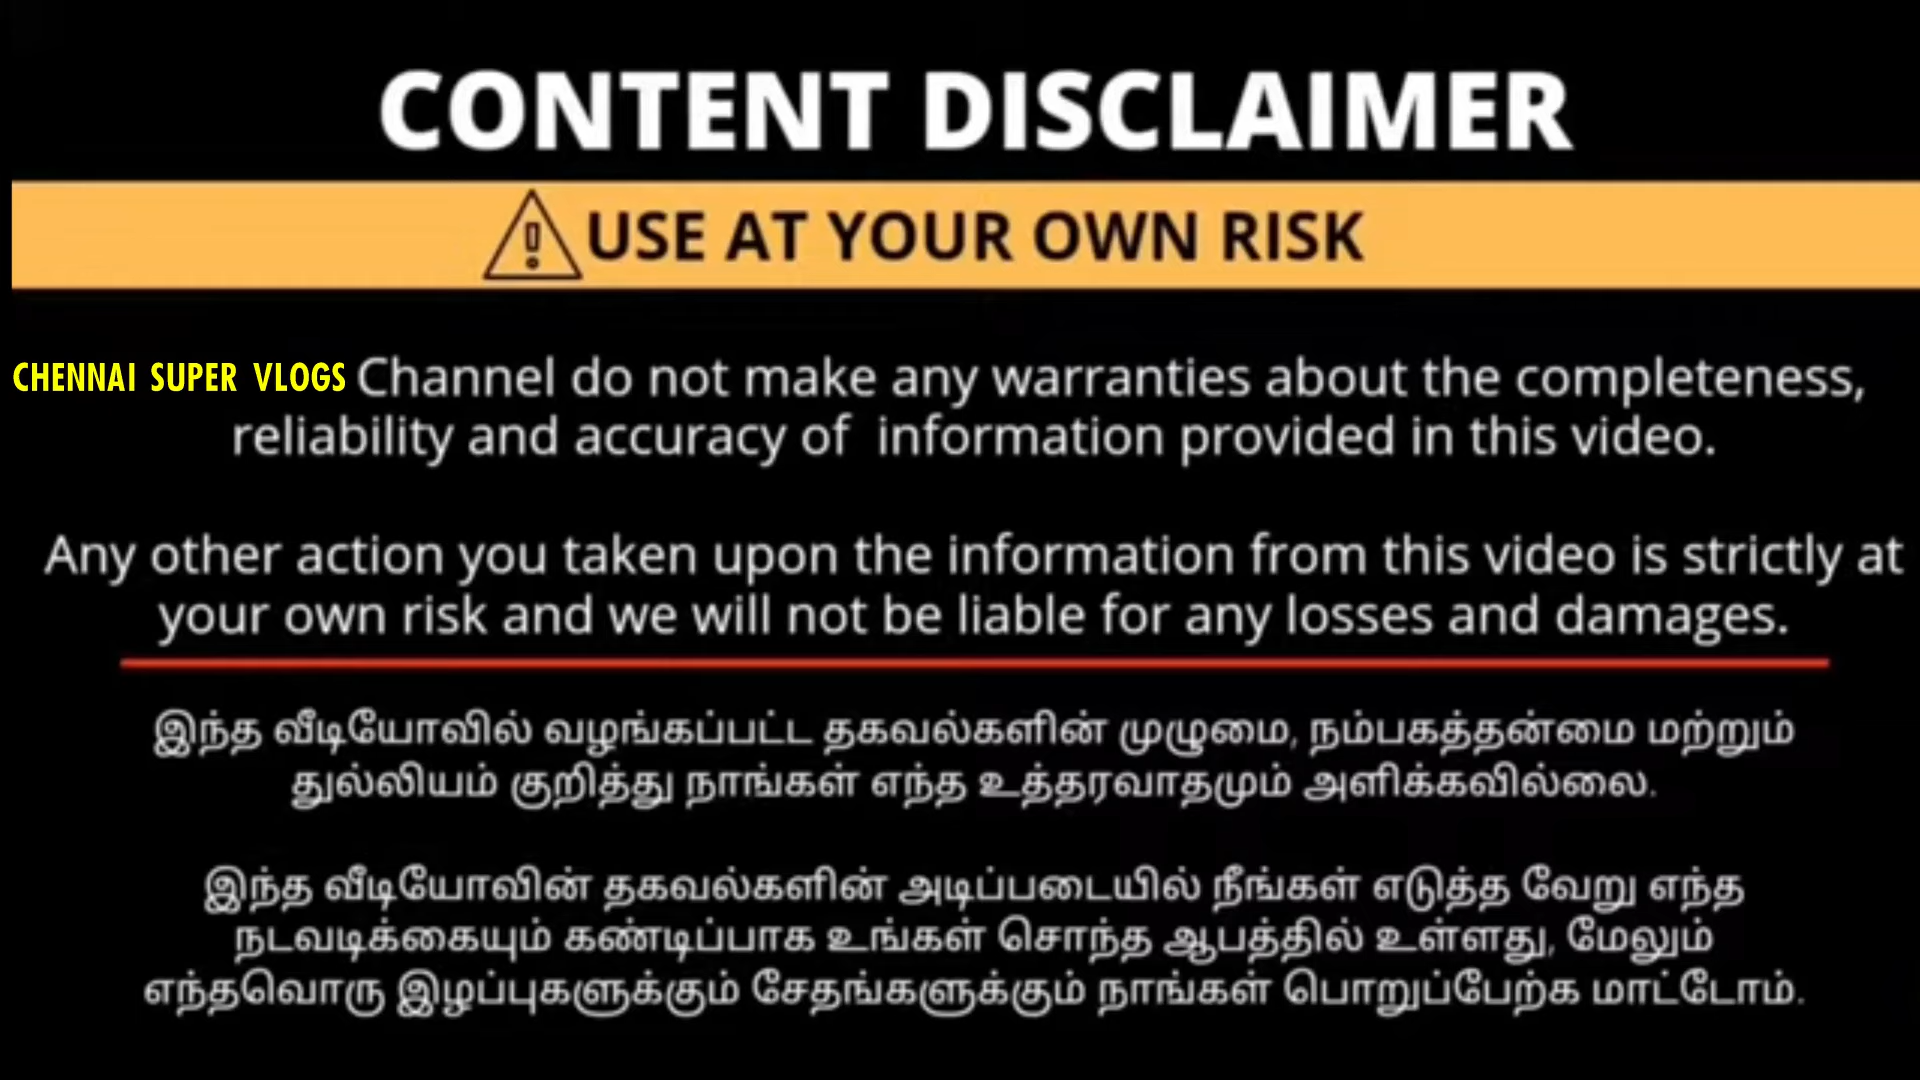 CONTENT DISCLAIMER
USE AT YOUR OWN RISK
CHENNAI SUPER VLOGS Channel do not make any warranties about the completeness,
reliability and accuracy of information provided in this video.
Any other action you taken upon the information from this video is strictly at
your own risk and we will not be liable for any losses and damages.
இந்த வீடியோவில் வழங்கப்பட்ட தகவல்களின் முழுமை, நம்பகத்தன்மை மற்றும்
துல்லியம் குறித்து நாங்கள் எந்த உத்தரவாதமும் அளிக்கவில்லை.
இந்த வீடியோவின் தகவல்களின் அடிப்படையில் நீங்கள் எடுத்த வேறு எந்த
நடவடிக்கையும் கண்டிப்பாக உங்கள் சொந்த ஆபத்தில் உள்ளது, மேலும்
எந்தவொரு இழப்புகளுக்கும் சேதங்களுக்கும் நாங்கள் பொறுப்பேற்க மாட்டோம்.